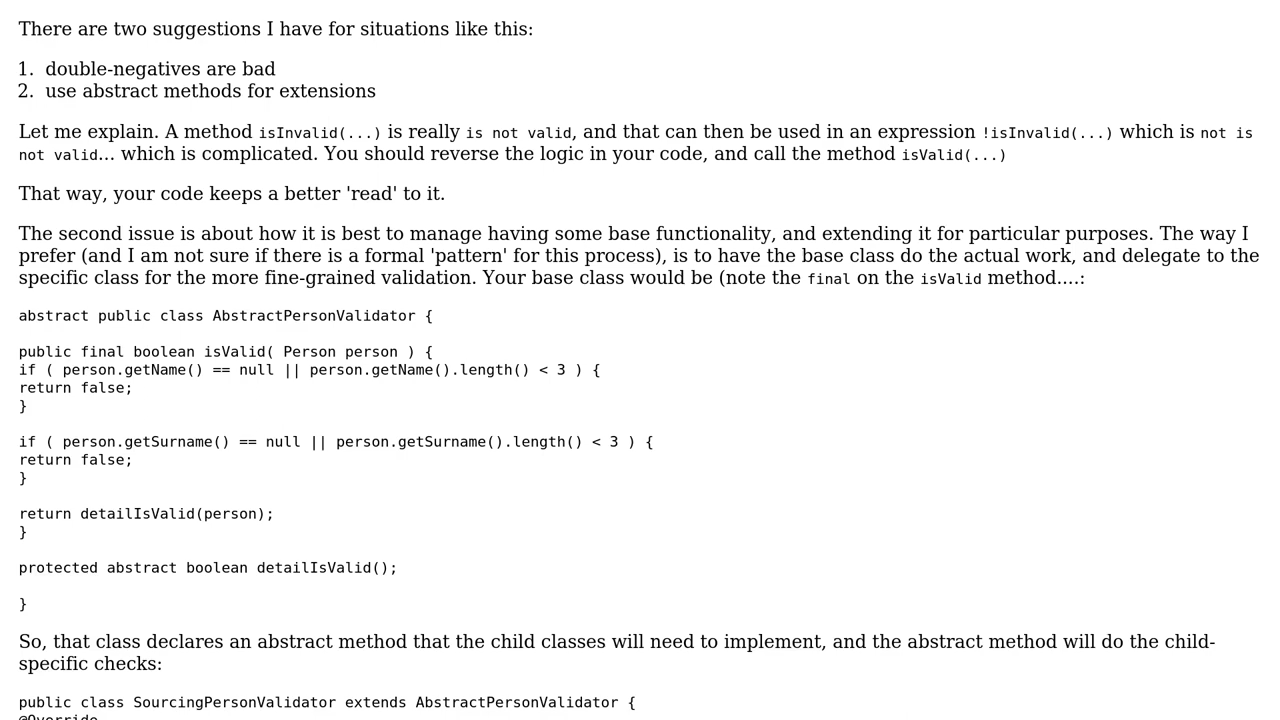 There are two suggestions I have for situations like this:
1. double-negatives are bad
2. use abstract methods for extensions
Let me explain. A method isInvalid(...) is really is not valid, and that can then be used in an expression !isInvalid(...) which is not is
not valid... which is complicated. You should reverse the logic in your code, and call the method isValid(...)
That way, your code keeps a better 'read' to it.
The second issue is about how it is best to manage having some base functionality, and extending it for particular purposes. The way I
prefer (and I am not sure if there is a formal 'pattern' for this process), is to have the base class do the actual work, and delegate to the
specific class for the more fine-grained validation. Your base class would be (note the final on the isValid method....:
abstract public class AbstractPersonValidator {
public final boolean isValid( Person person ) {
if ( person.getName() == null || person.getName().length() < 3 ) {
return false;
}
if ( person.getSurname() == null || person.getSurname().length() < 3 ) {
return false;
}
return detailIsValid(person);
}
protected abstract boolean detailIsValid();
}
So, that class declares an abstract method that the child classes will need to implement, and the abstract method will do the child-
specific checks:
public class SourcingPersonValidator extends AbstractPersonValidator {
@Override